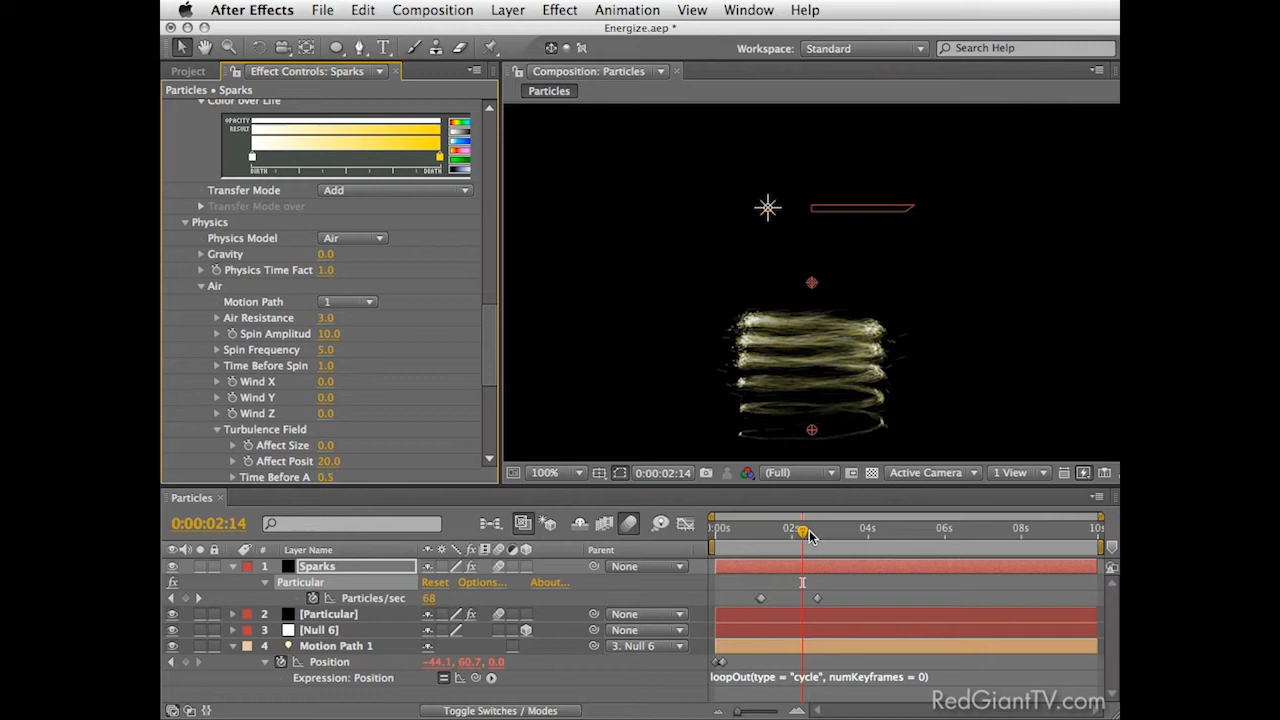 After Effects File Edit Composition Layer Effect Animation View Window Help
Energize.aep *
Workspace: Standard Search Help
Project Effect Controls: Sparks Composition: Particles
Particles • Sparks Particles
Color over Life
OPACITY
RESULT
BIRTH DEATH
Transfer Mode Add
Transfer Mode over
Physics
Physics Model Air
Gravity 0.0
Physics Time Fact 1.0
Air
Motion Path 1
Air Resistance 3.0
Spin Amplitud 10.0
Spin Frequency 5.0
Time Before Spin 1.0
Wind X 0.0
Wind Y 0.0
Wind Z 0.0
Turbulence Field
Affect Size 0.0
Affect Posit 20.0
Time Before A 0.5
100% 0:00:02:14 (Full) Active Camera 1 View
Particles
0:00:02:14 :00s 02s 04s 06s 08s 10s
# Layer Name Parent
1 Sparks None
Particular Reset Options... About...
Particles/sec 68
2 [Particular] None
3 [Null 6] None
4 Motion Path 1 3. Null 6
Position -44.1, 60.7, 0.0
Expression: Position loopOut(type = "cycle", numKeyframes = 0)
RedGiantTV.com
Toggle Switches / Modes